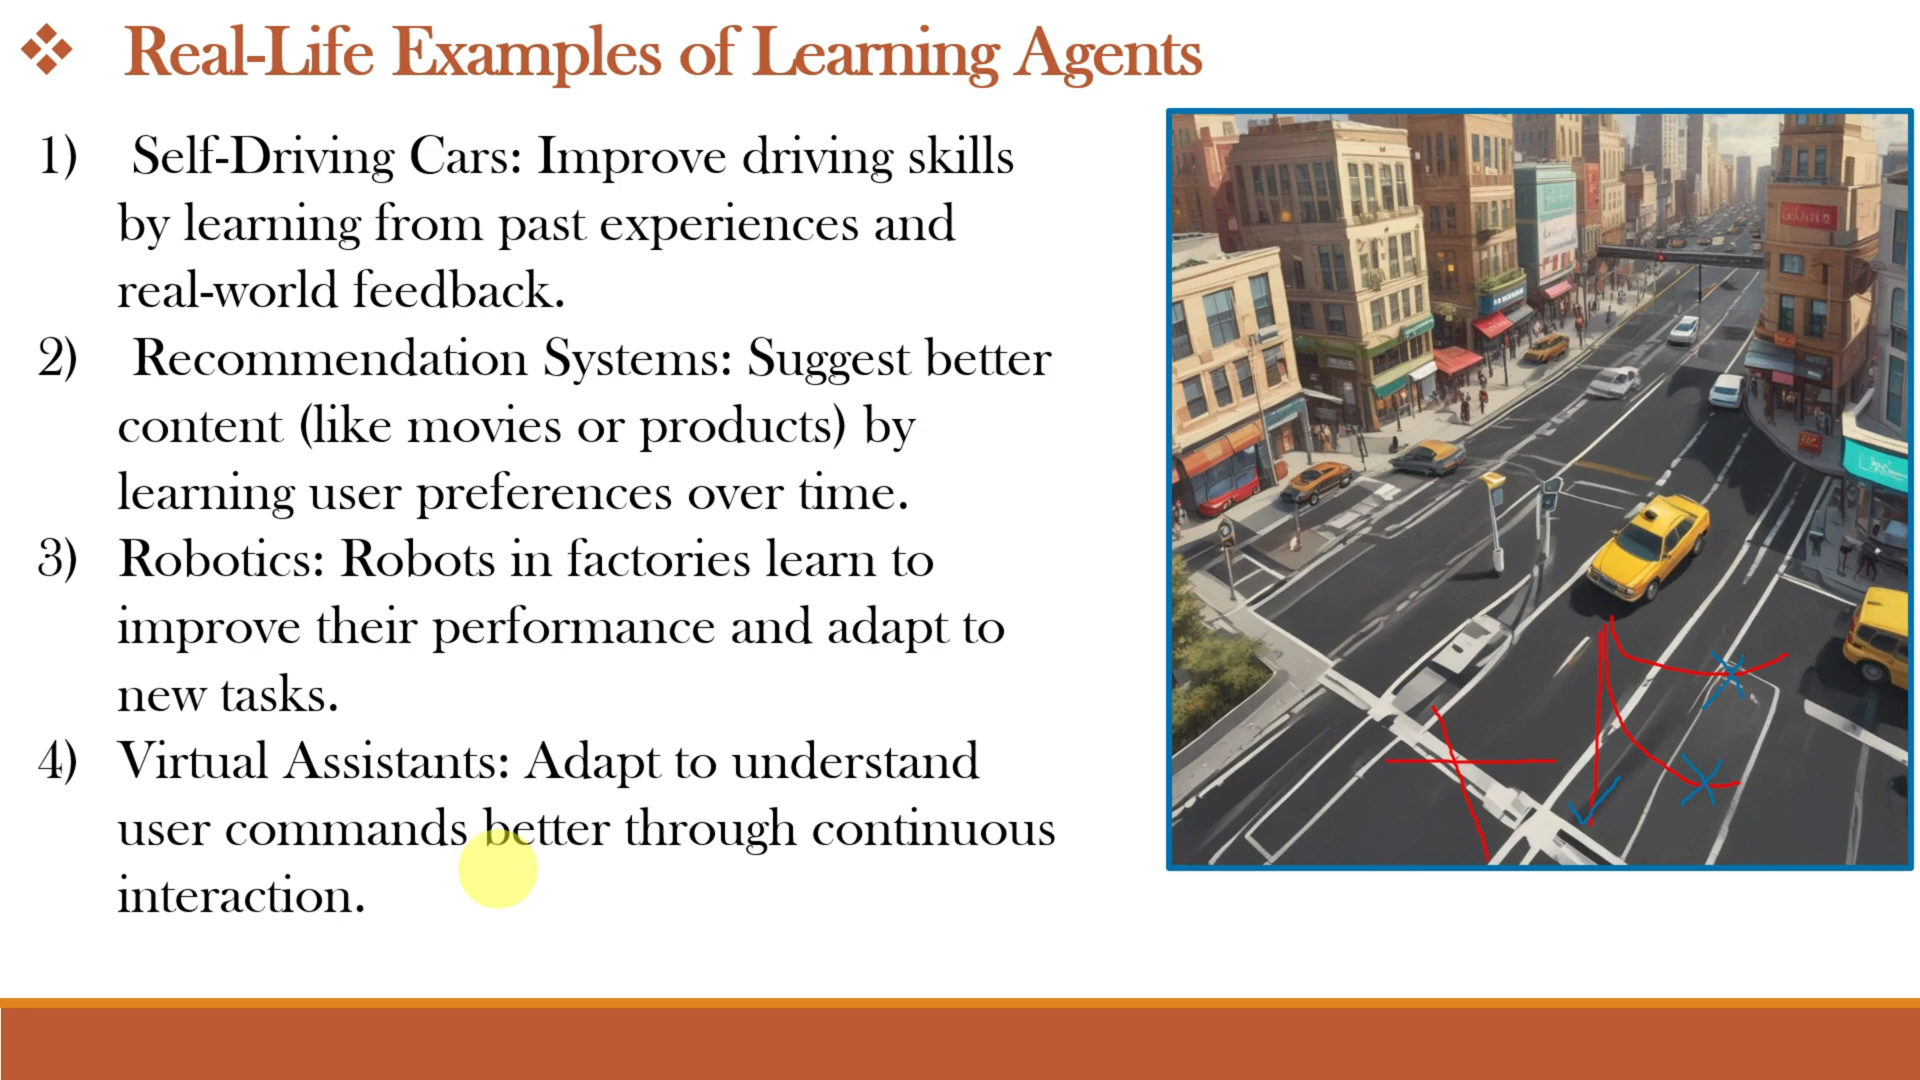 Real-Life Examples of Learning Agents
1) Self-Driving Cars: Improve driving skills
by learning from past experiences and
real-world feedback.
2) Recommendation Systems: Suggest better
content (like movies or products) by
learning user preferences over time.
3) Robotics: Robots in factories learn to
improve their performance and adapt to
new tasks.
4) Virtual Assistants: Adapt to understand
user commands better through continuous
interaction.